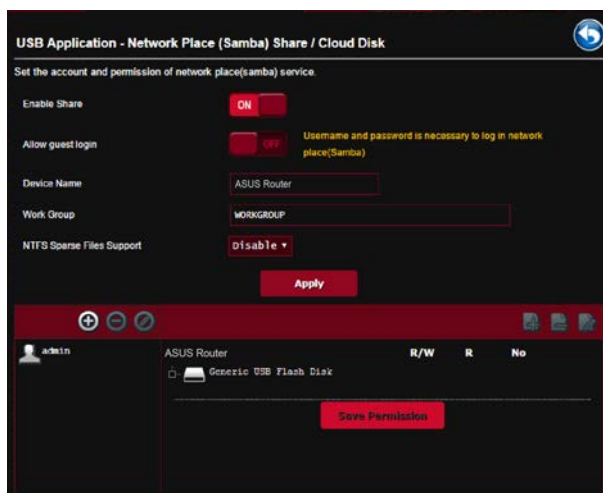 USB Application - Network Place (Samba) Share / Cloud Disk
Set the account and permission of network place(samba) service.
Enable Share
ON
Allow guest login
OFF
Username and password is necessary to log in network
place(Samba)
Device Name
ASUS Router
Work Group
WORKGROUP
NTFS Sparse Files Support
Disable
Apply
admin
ASUS Router
R/W
R
No
Generic USB Flash Disk
Save Permission